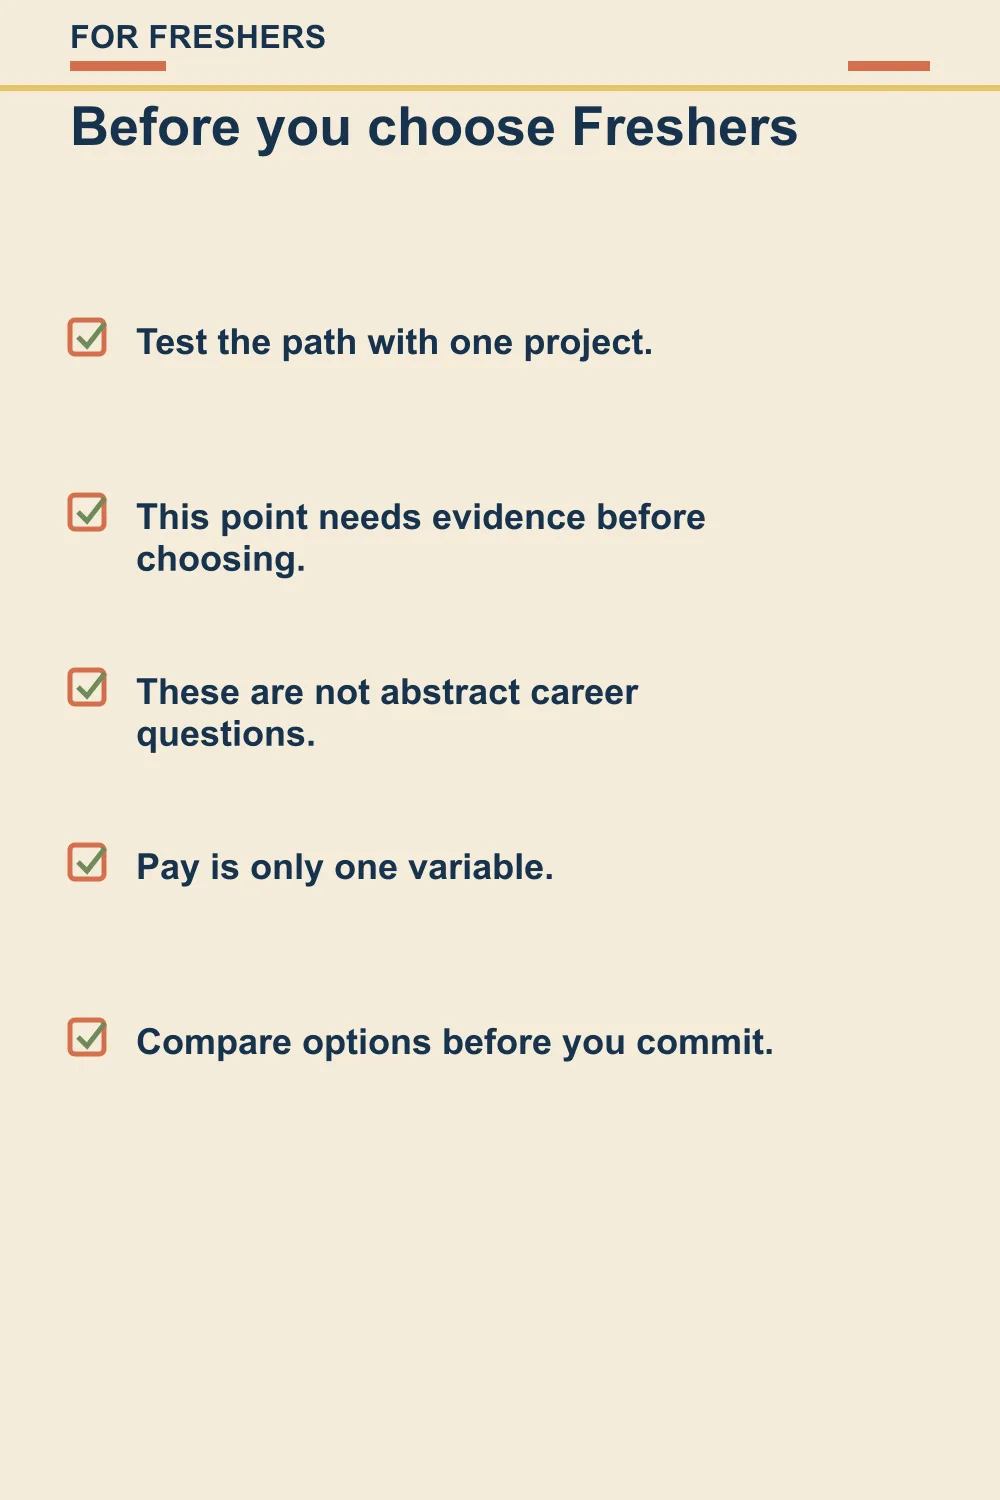 FOR FRESHERS
Before you choose Freshers
Test the path with one project.
This point needs evidence before
choosing.
These are not abstract career
questions.
Pay is only one variable.
Compare options before you commit.